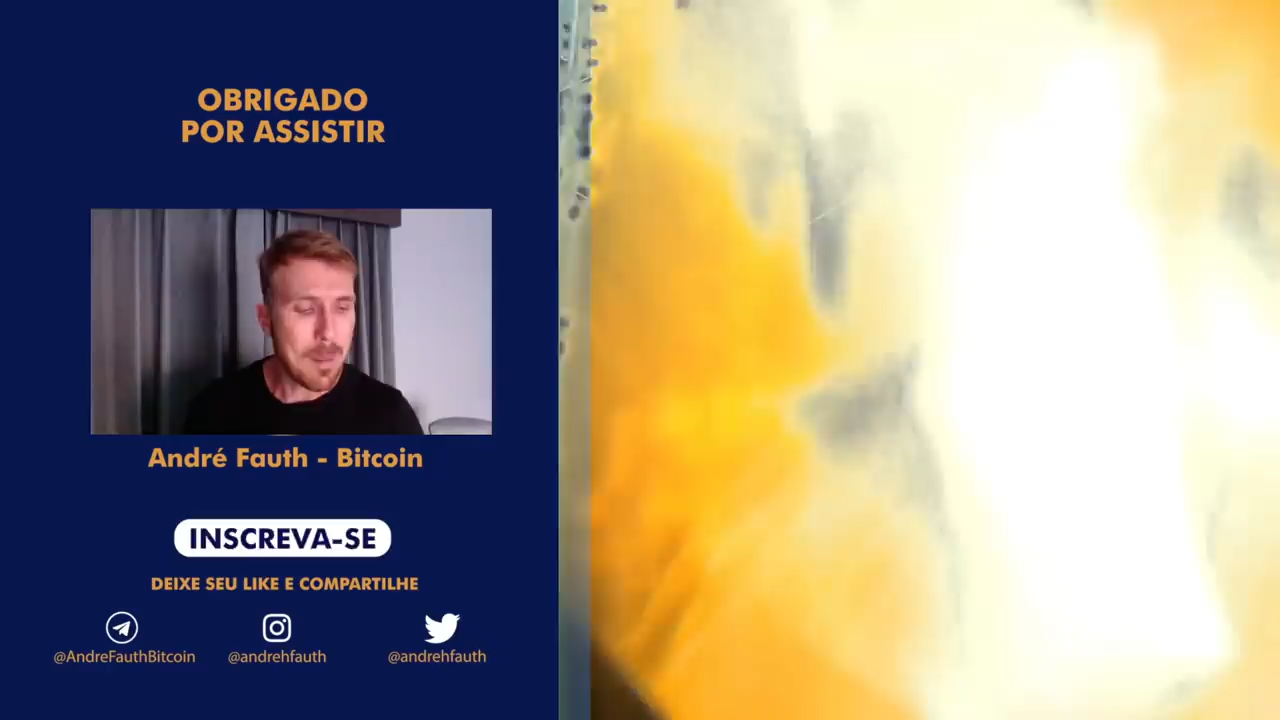 OBRIGADO
POR ASSISTIR
André Fauth - Bitcoin
INSCREVA-SE
DEIXE SEU LIKE E COMPARTILHE
@AndreFauthBitcoin @andrehfauth @andrehfauth